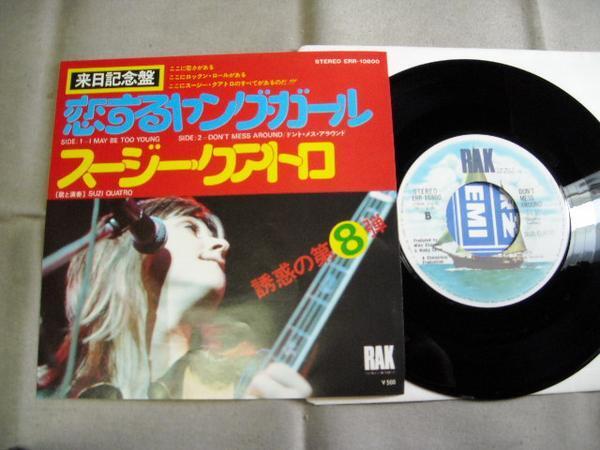 来日記念盤
ここに恋がある
ここにロックン・ロールがある
ここにスージー・クアトロのすべてがあるのだ!!!
STEREO ERR-10800
恋するヤング・ガール
SIDE: 1—I MAY BE TOO YOUNG
SIDE: 2—DON'T MESS AROUND/ドント・メス・アラウンド
スージー・クアトロ
〔歌と演奏〕SUZI QUATRO
誘惑の第8弾
RAK
¥500
RAK
STEREO
ERR-10800
B
DON'T
MESS
AROUND
EMI
Produced by